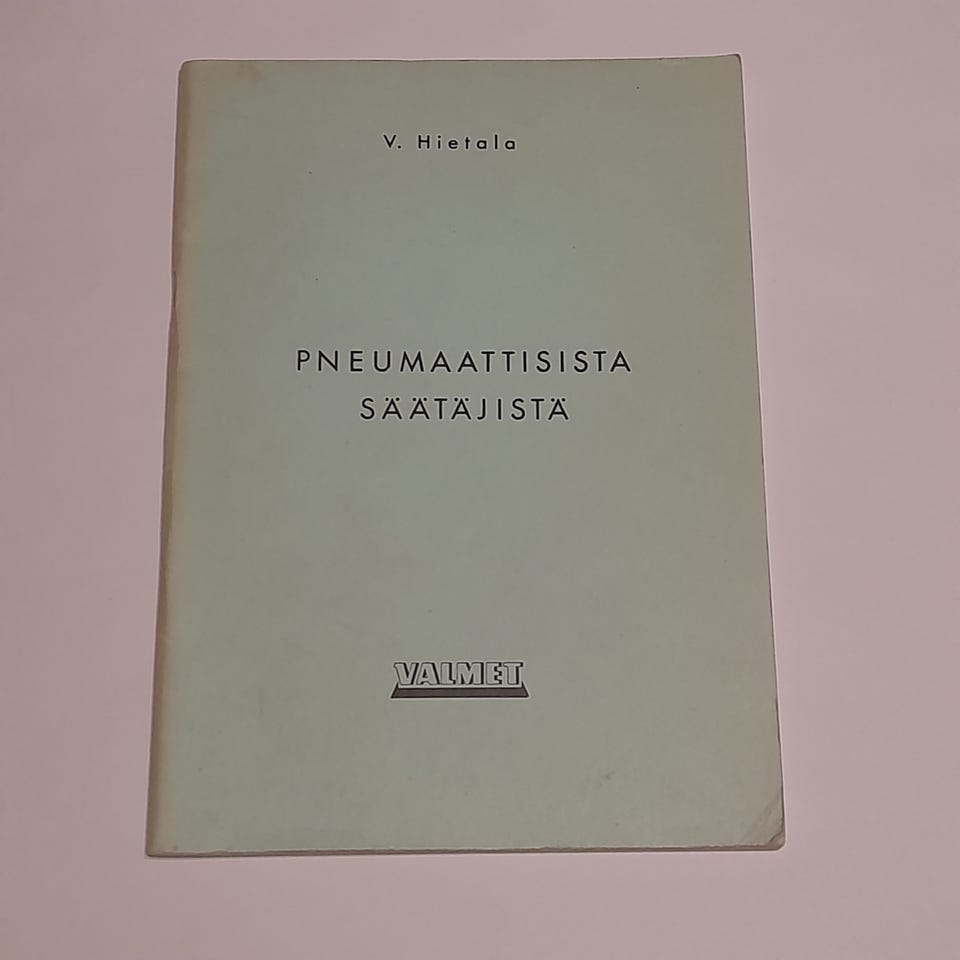 V. Hietala
PNEUMAATTISISTA
SÄÄTÄJISTÄ
VALMET